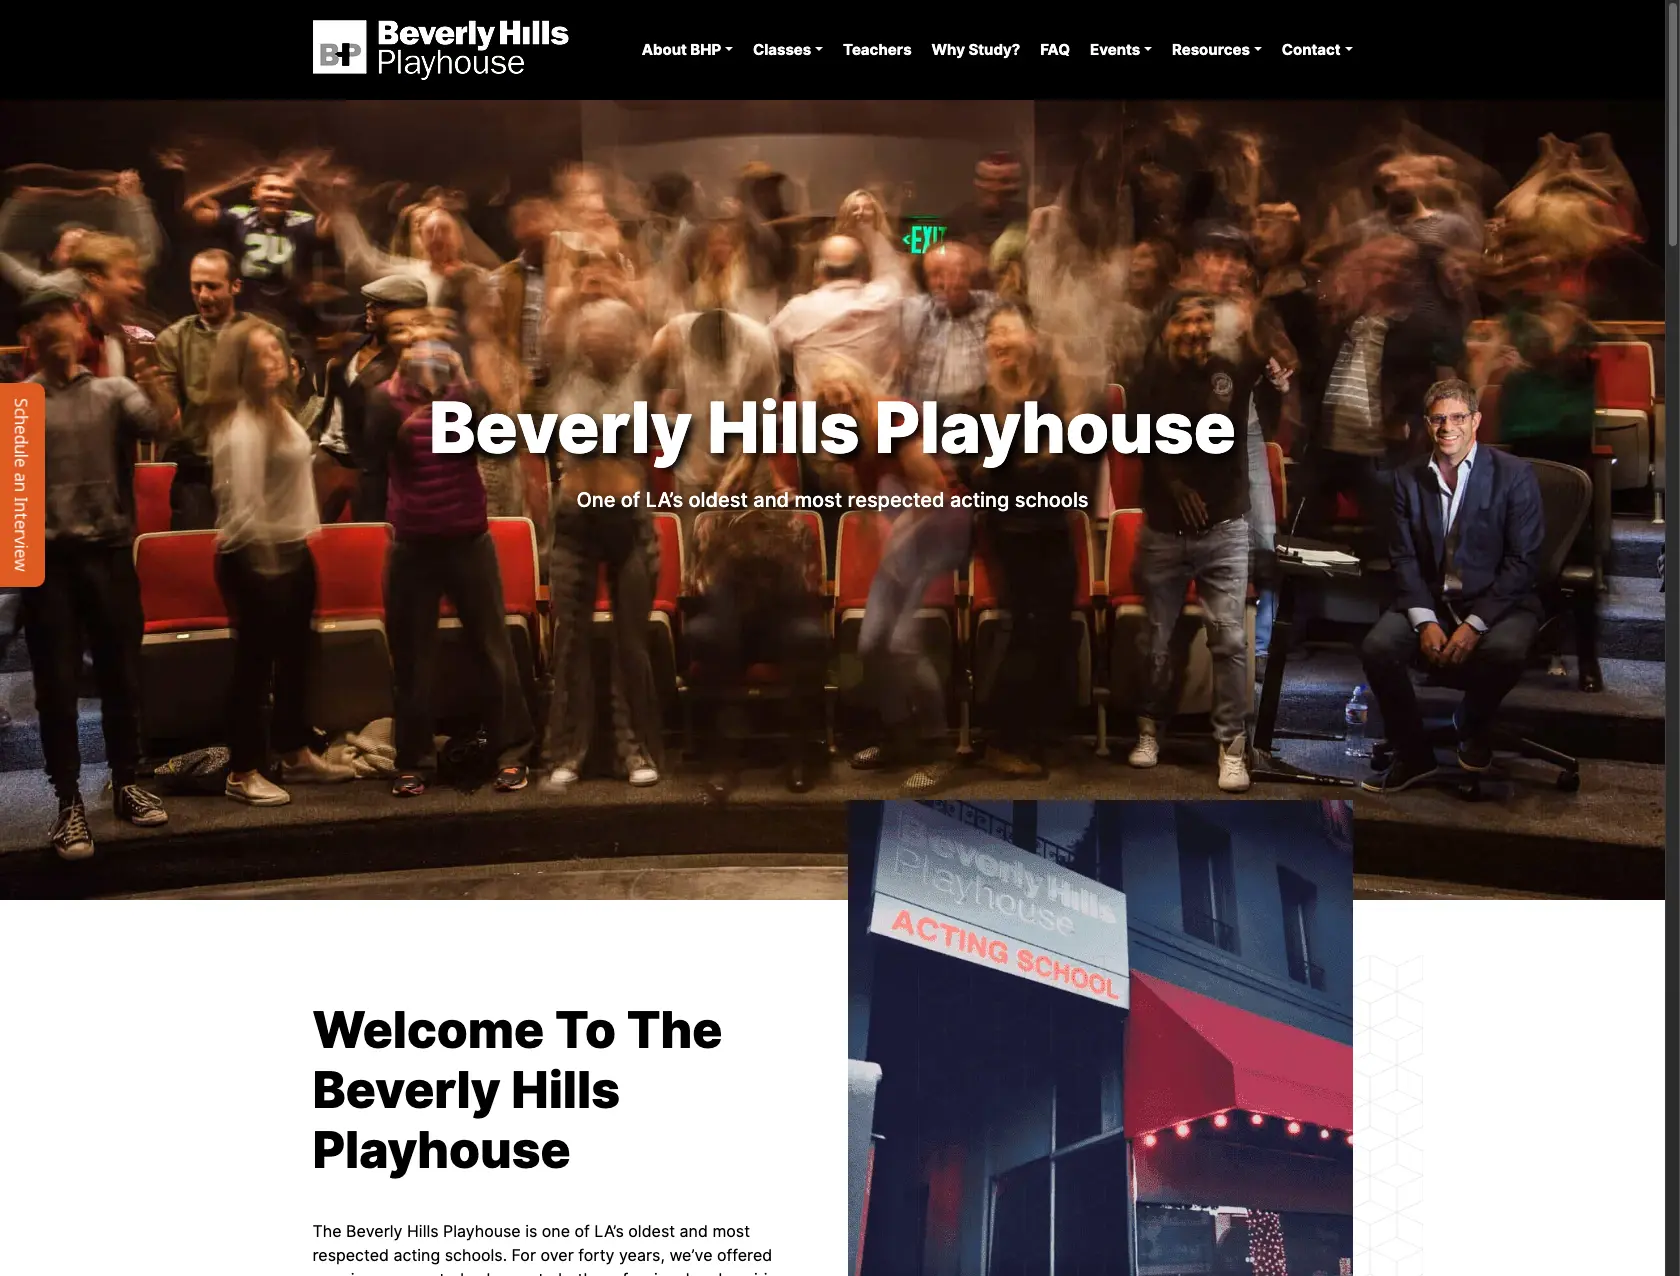 BHP
Beverly Hills
Playhouse
About BHP
Classes
Teachers
Why Study?
FAQ
Events
Resources
Contact
24
EXIT
Schedule an Interview
Beverly Hills Playhouse
One of LA’s oldest and most respected acting schools
Beverly Hills
Playhouse
ACTING SCHOOL
Welcome To The
Beverly Hills
Playhouse
The Beverly Hills Playhouse is one of LA’s oldest and most
respected acting schools. For over forty years, we’ve offered